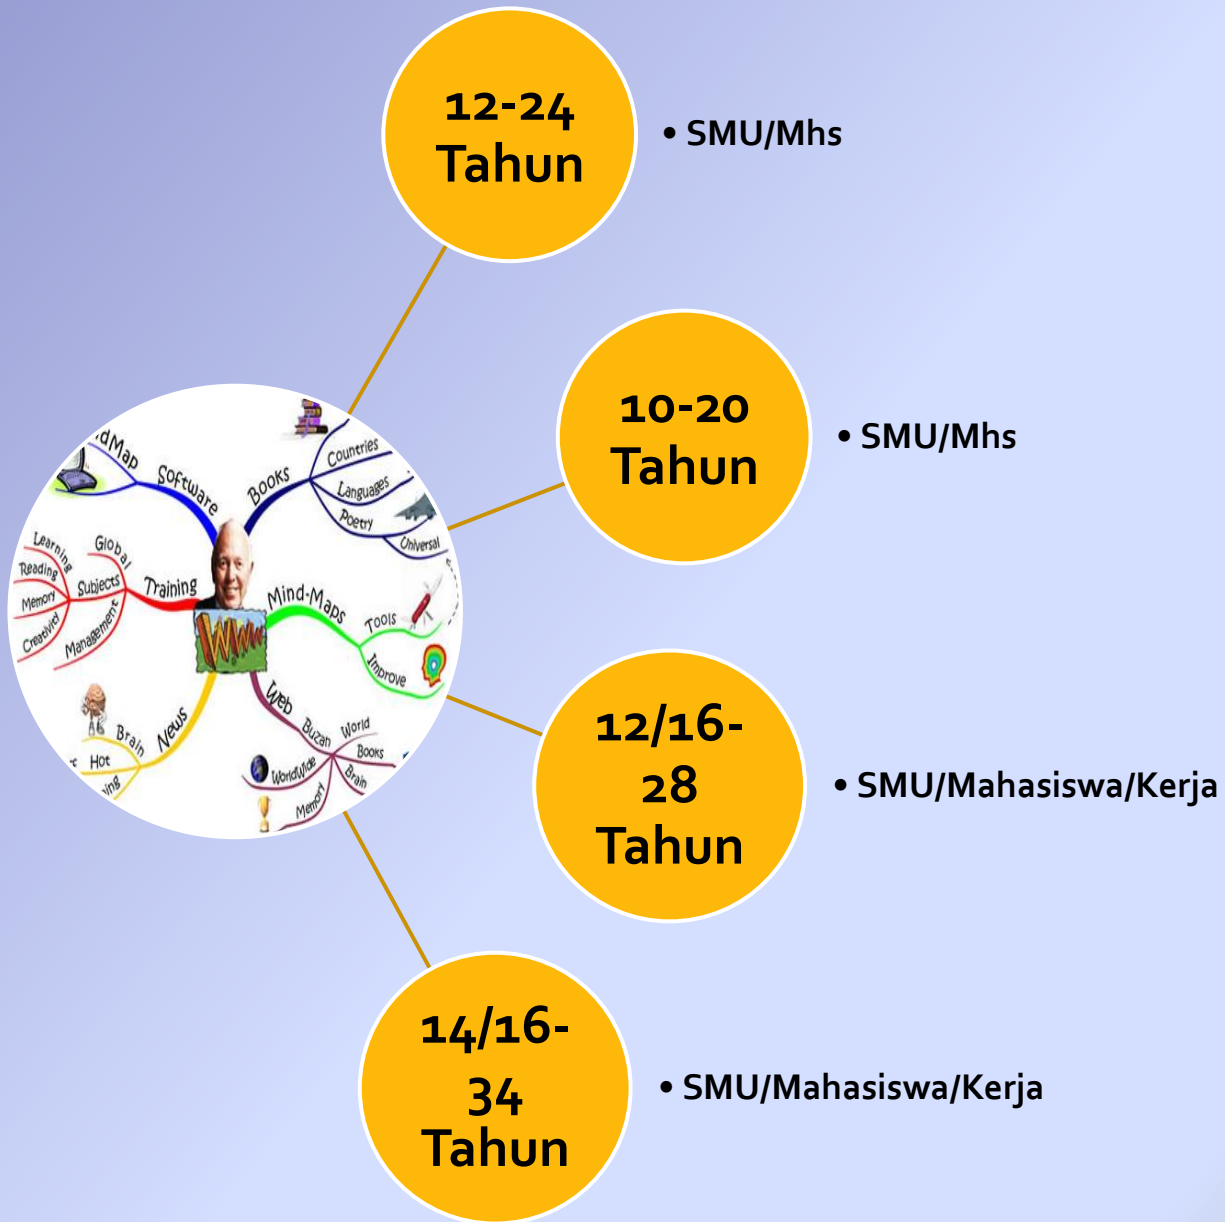 12-24
Tahun
• SMU/Mhs
10-20
Tahun
• SMU/Mhs
12/16-
28
Tahun
• SMU/Mahasiswa/Kerja
14/16-
34
Tahun
• SMU/Mahasiswa/Kerja
Software
Books
Countries
Languages
Poetry
Universal
Learning
Reading
Memory
Creativity
Global
Subjects
Management
Training
Mind-Maps
Tools
Improve
WWW
News
Brain
Hot
Web
Buzan
World
Books
Brain
WorldWide
Memory